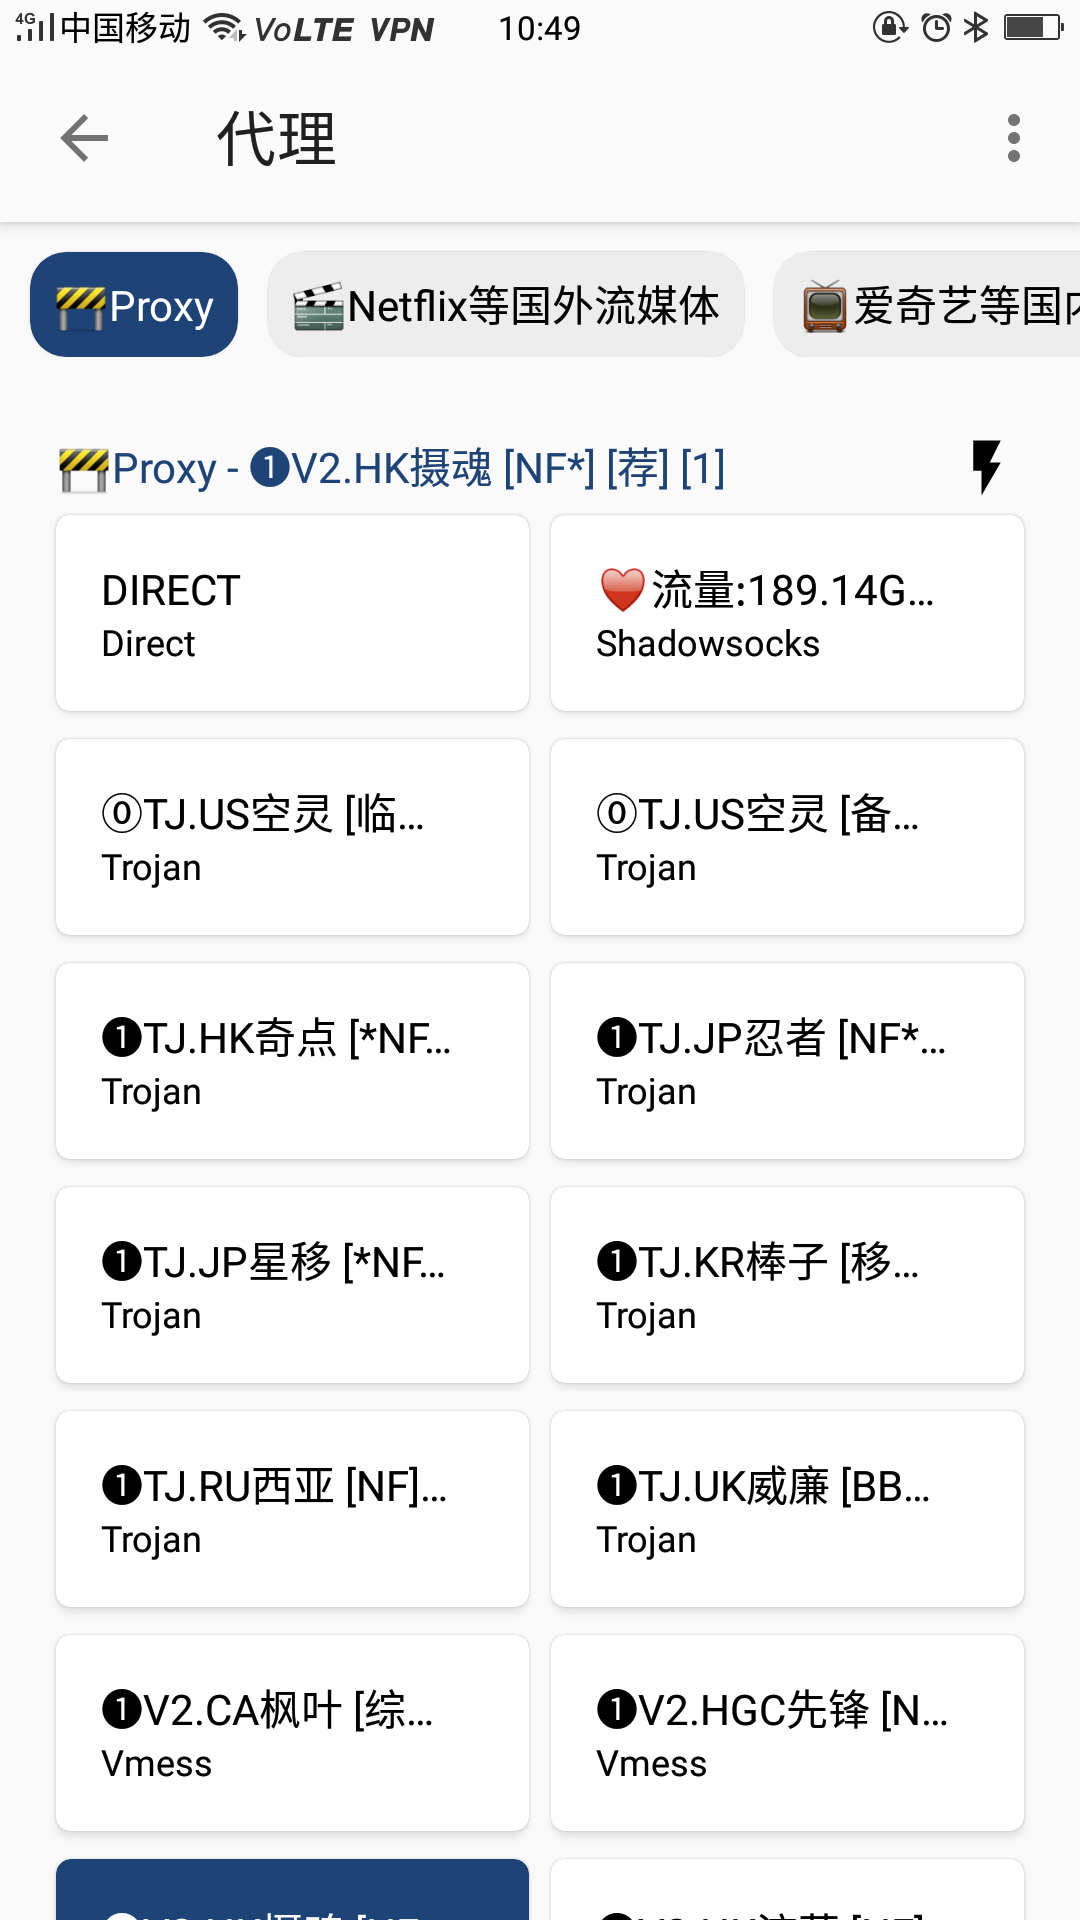 4G 中国移动 VoLTE VPN 10:49
代理
🚧Proxy 🎬Netflix等国外流媒体 📺爱奇艺等国内
🚧Proxy - ❶V2.HK摄魂 [NF*] [荐] [1]
DIRECT
Direct
❤️流量:189.14G...
Shadowsocks
⓪TJ.US空灵 [临...
Trojan
⓪TJ.US空灵 [备...
Trojan
❶TJ.HK奇点 [*NF...
Trojan
❶TJ.JP忍者 [NF*...
Trojan
❶TJ.JP星移 [*NF...
Trojan
❶TJ.KR棒子 [移...
Trojan
❶TJ.RU西亚 [NF]...
Trojan
❶TJ.UK威廉 [BB...
Trojan
❶V2.CA枫叶 [综...
Vmess
❶V2.HGC先锋 [N...
Vmess